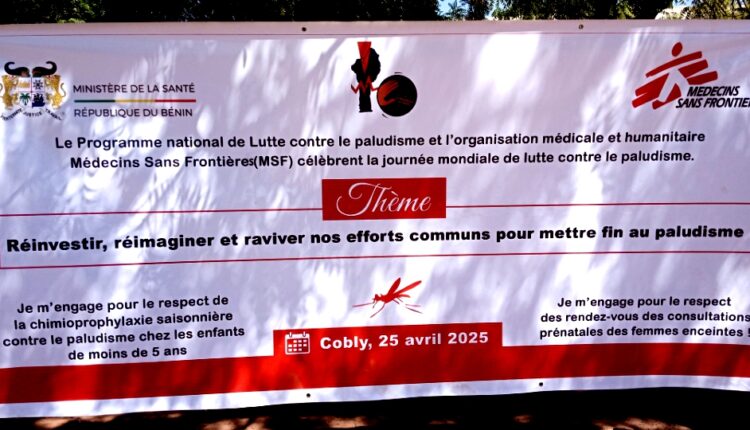 MINISTÈRE DE LA SANTÉ
RÉPUBLIQUE DU BÉNIN
MEDECINS
SANS FRONTIER
Le Programme national de Lutte contre le paludisme et l'organisation médicale et humanitaire
Médecins Sans Frontières(MSF) célèbrent la journée mondiale de lutte contre le paludisme.
Thème
Réinvestir, réimaginer et raviver nos efforts communs pour mettre fin au paludisme
Je m'engage pour le respect de
la chimioprophylaxie saisonnière
contre le paludisme chez les enfants
de moins de 5 ans
Je m'engage pour le respect
des rendez-vous des consultations
prénatales des femmes enceintes !
Cobly, 25 avril 2025